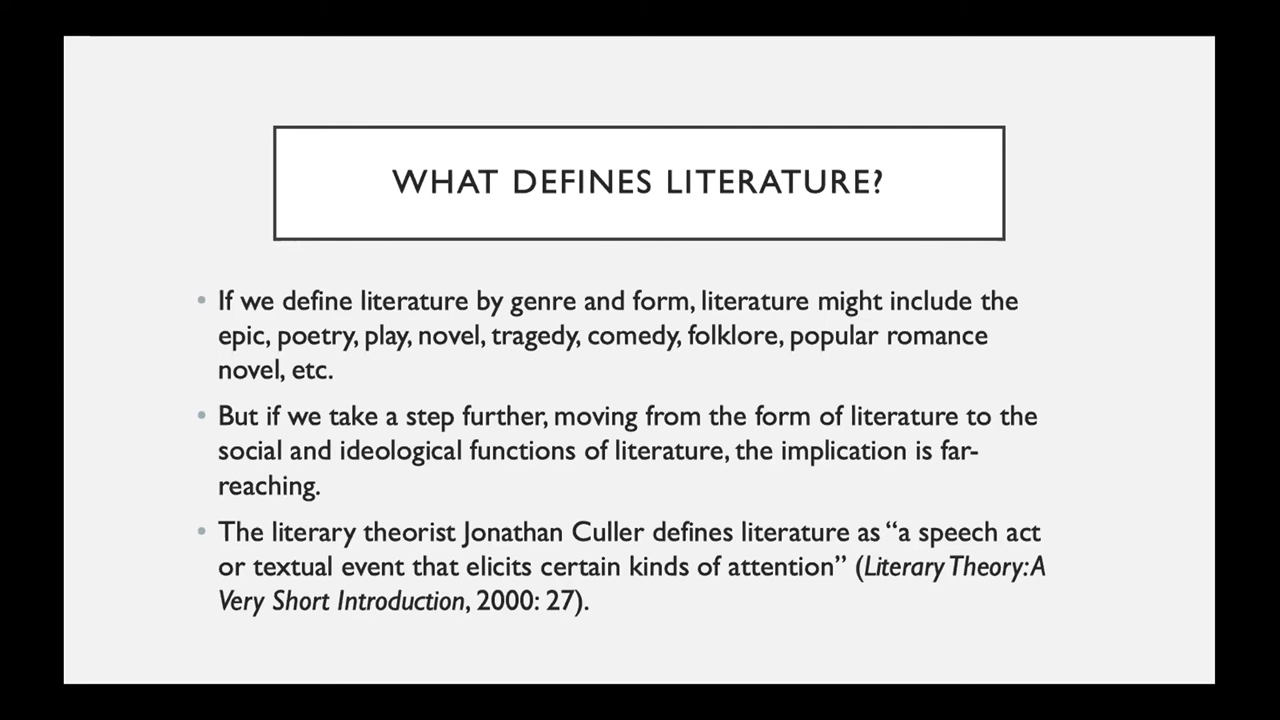 WHAT DEFINES LITERATURE?
• If we define literature by genre and form, literature might include the
epic, poetry, play, novel, tragedy, comedy, folklore, popular romance
novel, etc.
• But if we take a step further, moving from the form of literature to the
social and ideological functions of literature, the implication is far-
reaching.
• The literary theorist Jonathan Culler defines literature as “a speech act
or textual event that elicits certain kinds of attention” (Literary Theory: A
Very Short Introduction, 2000: 27).